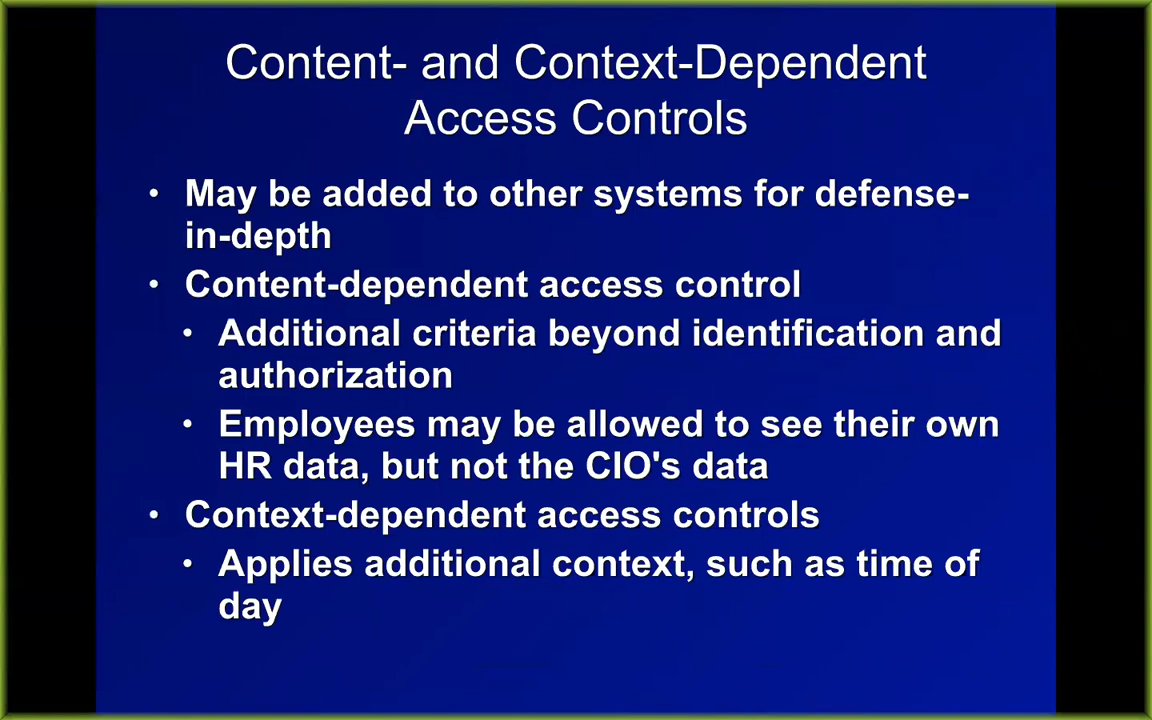 Content- and Context-Dependent
Access Controls
• May be added to other systems for defense-
in-depth
• Content-dependent access control
• Additional criteria beyond identification and
authorization
• Employees may be allowed to see their own
HR data, but not the CIO's data
• Context-dependent access controls
• Applies additional context, such as time of
day